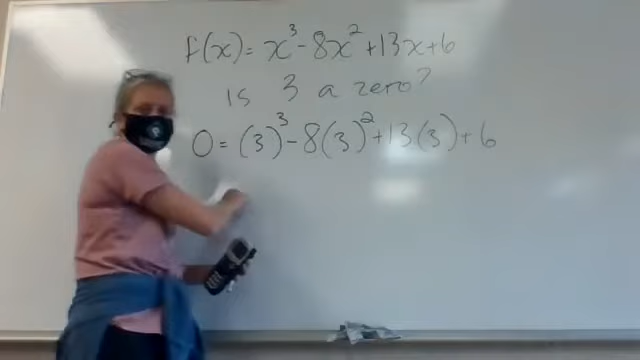 f(x) = x³ - 8x² + 13x + 6
is 3 a zero?
0 = (3)³ - 8(3)² + 13(3) + 6